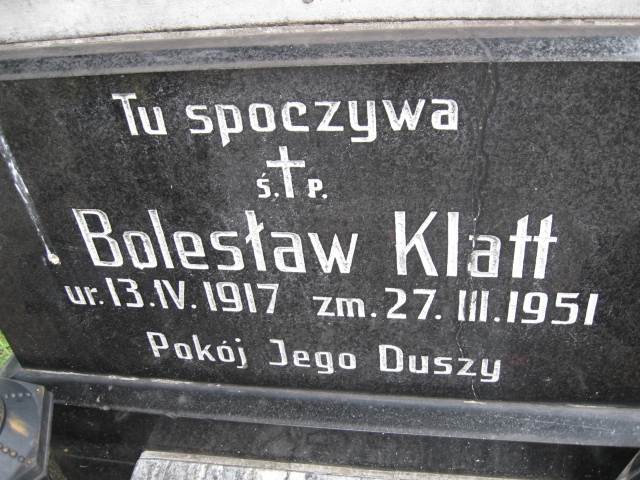 Tu spoczywa
Ś.P.
Bolesław Klatt
ur. 13.IV. 1917 zm. 27. III. 1951
Pokój Jego Duszy